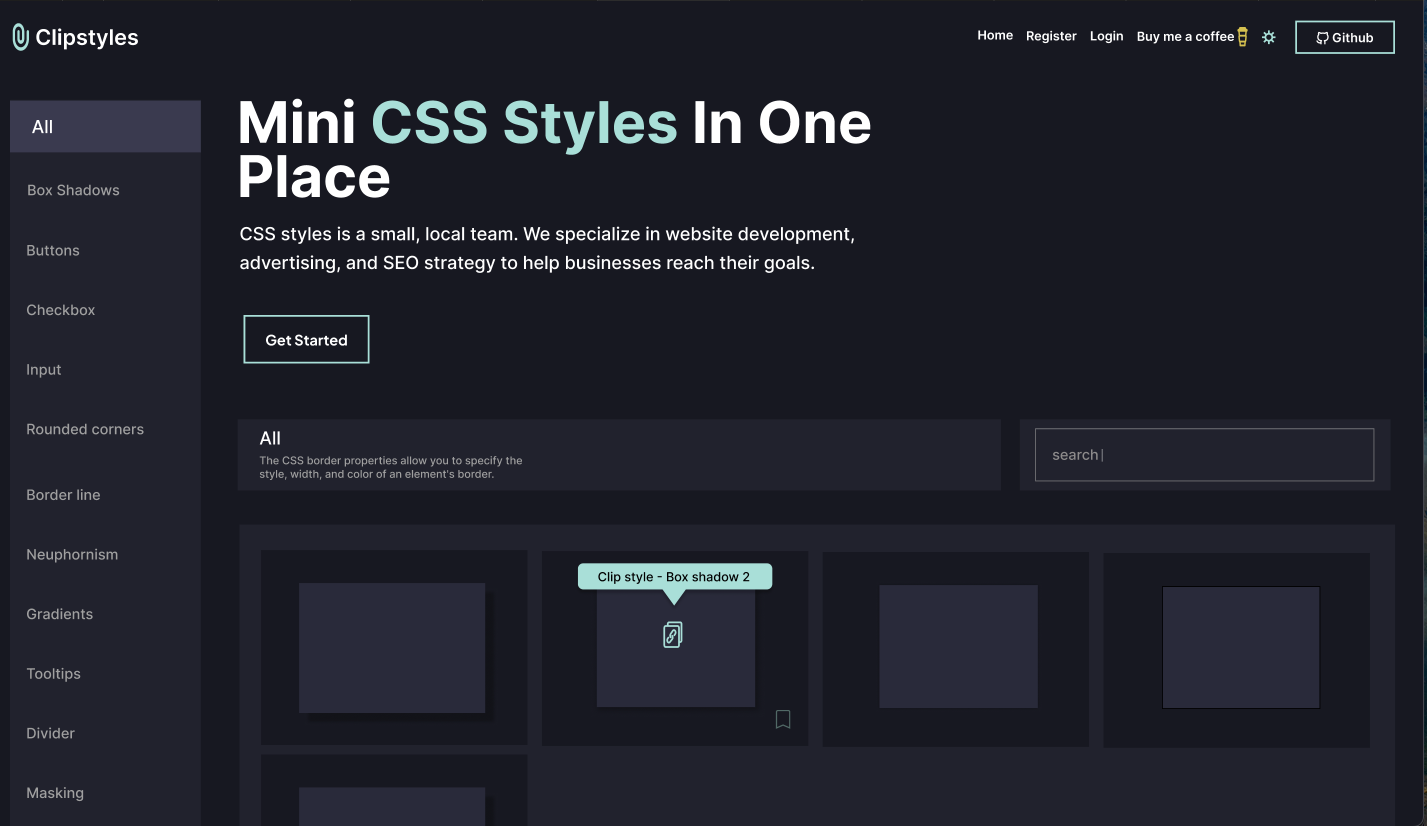 Clipstyles
Home Register Login Buy me a coffee Github
All
Box Shadows
Buttons
Checkbox
Input
Rounded corners
Border line
Neuphornism
Gradients
Tooltips
Divider
Masking
Mini CSS Styles In One
Place
CSS styles is a small, local team. We specialize in website development,
advertising, and SEO strategy to help businesses reach their goals.
Get Started
All
The CSS border properties allow you to specify the
style, width, and color of an element's border.
search|
Clip style - Box shadow 2